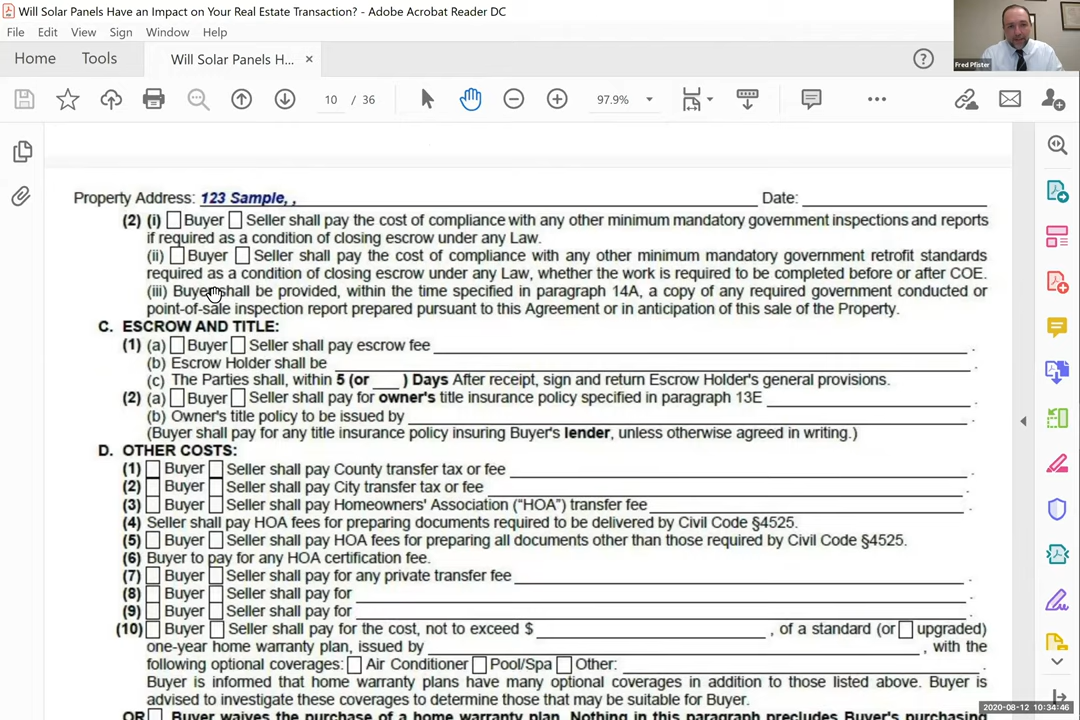 Will Solar Panels Have an Impact on Your Real Estate Transaction? - Adobe Acrobat Reader DC
File Edit View Sign Window Help
Home Tools Will Solar Panels H... ×
10 / 36 97.9%
Fred Pfister
Property Address: 123 Sample, , Date:
(2) (i) Buyer Seller shall pay the cost of compliance with any other minimum mandatory government inspections and reports
if required as a condition of closing escrow under any Law.
(ii) Buyer Seller shall pay the cost of compliance with any other minimum mandatory government retrofit standards
required as a condition of closing escrow under any Law, whether the work is required to be completed before or after COE.
(iii) Buyer shall be provided, within the time specified in paragraph 14A, a copy of any required government conducted or
point-of-sale inspection report prepared pursuant to this Agreement or in anticipation of this sale of the Property.
C. ESCROW AND TITLE:
(1) (a) Buyer Seller shall pay escrow fee .
(b) Escrow Holder shall be .
(c) The Parties shall, within 5 (or ___ ) Days After receipt, sign and return Escrow Holder's general provisions.
(2) (a) Buyer Seller shall pay for owner's title insurance policy specified in paragraph 13E .
(b) Owner's title policy to be issued by .
(Buyer shall pay for any title insurance policy insuring Buyer's lender, unless otherwise agreed in writing.)
D. OTHER COSTS:
(1) Buyer Seller shall pay County transfer tax or fee .
(2) Buyer Seller shall pay City transfer tax or fee .
(3) Buyer Seller shall pay Homeowners' Association ("HOA") transfer fee .
(4) Seller shall pay HOA fees for preparing documents required to be delivered by Civil Code §4525.
(5) Buyer Seller shall pay HOA fees for preparing all documents other than those required by Civil Code §4525.
(6) Buyer to pay for any HOA certification fee.
(7) Buyer Seller shall pay for any private transfer fee .
(8) Buyer Seller shall pay for .
(9) Buyer Seller shall pay for .
(10) Buyer Seller shall pay for the cost, not to exceed $ , of a standard (or upgraded)
one-year home warranty plan, issued by , with the
following optional coverages: Air Conditioner Pool/Spa Other: .
Buyer is informed that home warranty plans have many optional coverages in addition to those listed above. Buyer is
advised to investigate these coverages to determine those that may be suitable for Buyer.
OR Buyer waives the purchase of a home warranty plan. Nothing in this paragraph precludes Buyer's purchasing
2020-08-12 10:34:46